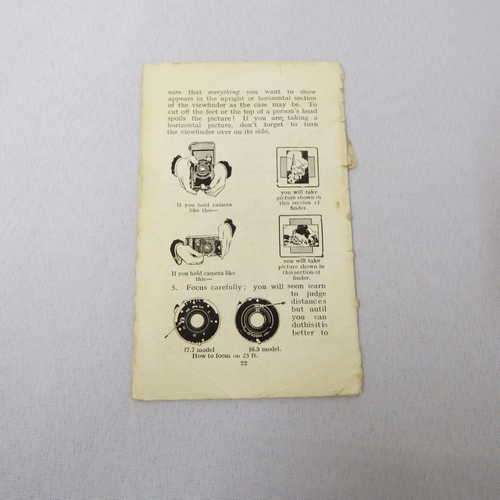 sure that everything you want to show
appears in the upright or horizontal section
of the viewfinder as the case may be. To
cut off the feet or the top of a person's head
spoils the picture! If you are taking a
horizontal picture, don't forget to turn
the viewfinder over on its side.
If you hold camera
like this—
you will take
picture shown in
this section of
finder.
If you hold camera like
this—
you will take
picture shown in
this section of
finder.
5. Focus carefully; you will soon learn
to judge
distances
but until
you can
do this it is
better to
f7.7 model
f6.3 model.
How to focus on 25 ft.
22